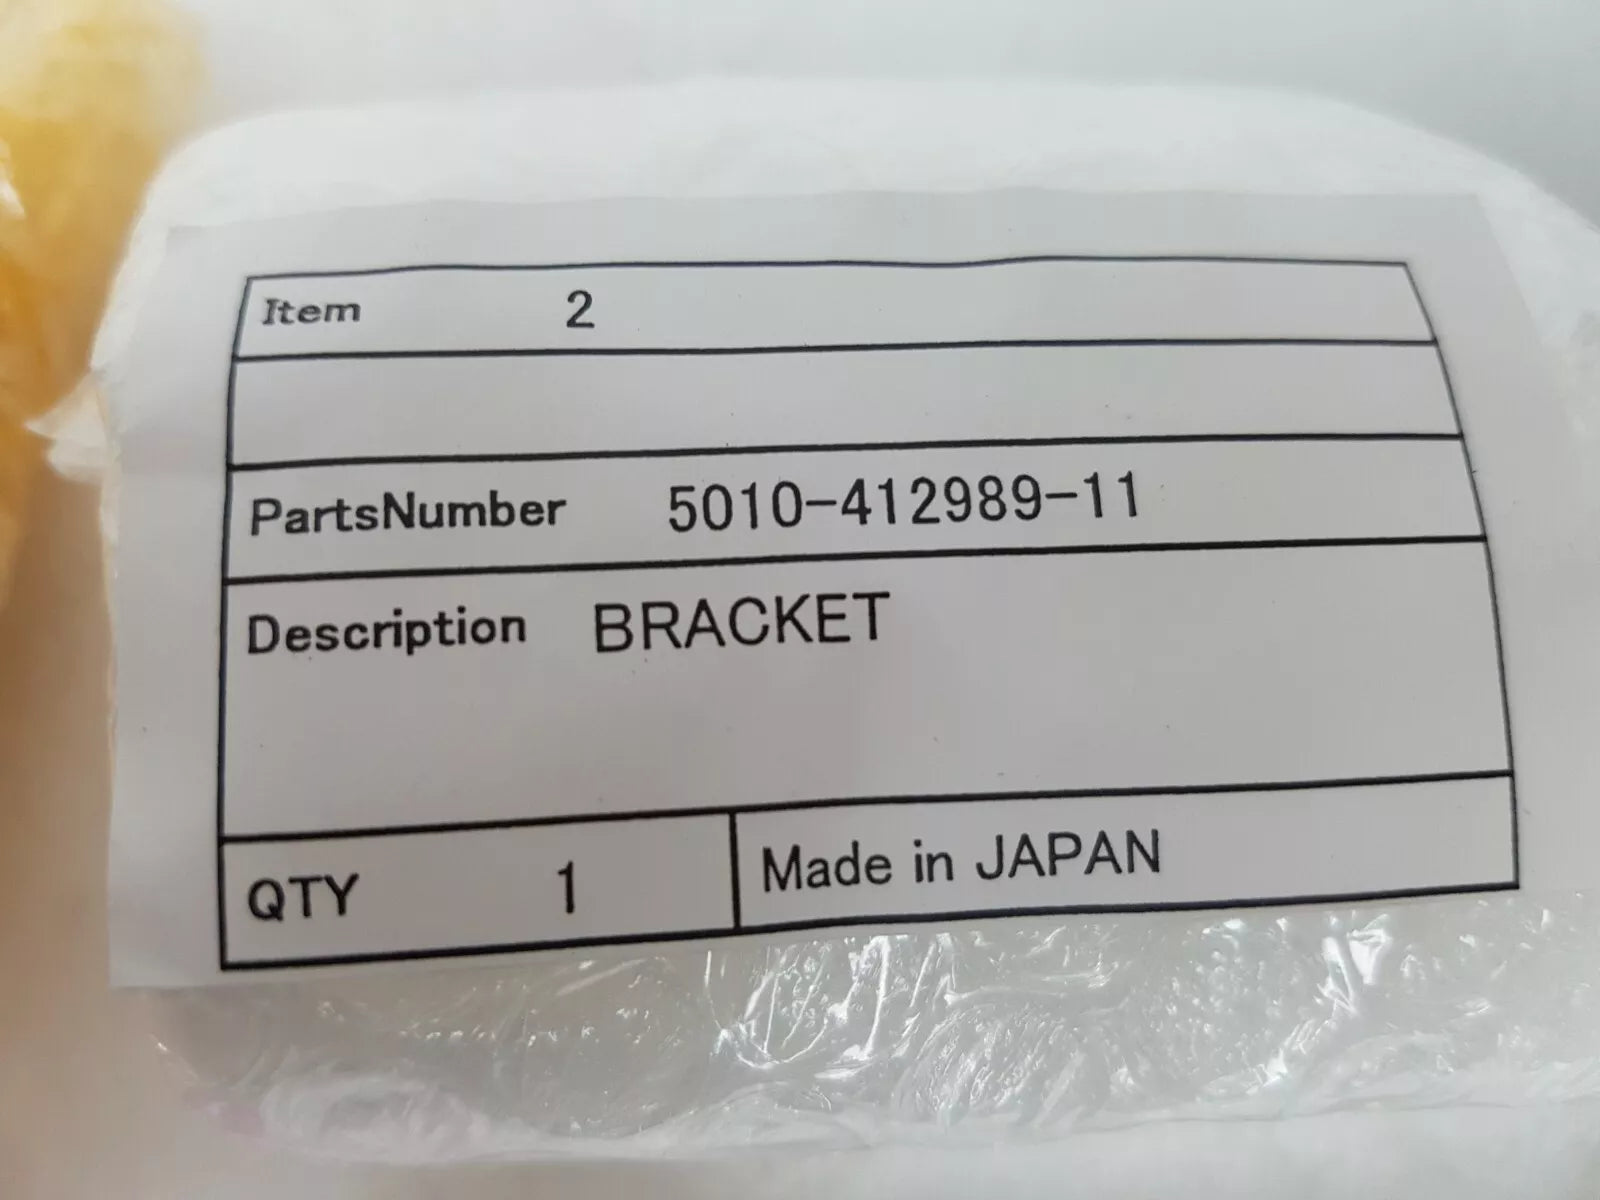 Item 2
PartsNumber 5010-412989-11
Description BRACKET
QTY 1 Made in JAPAN